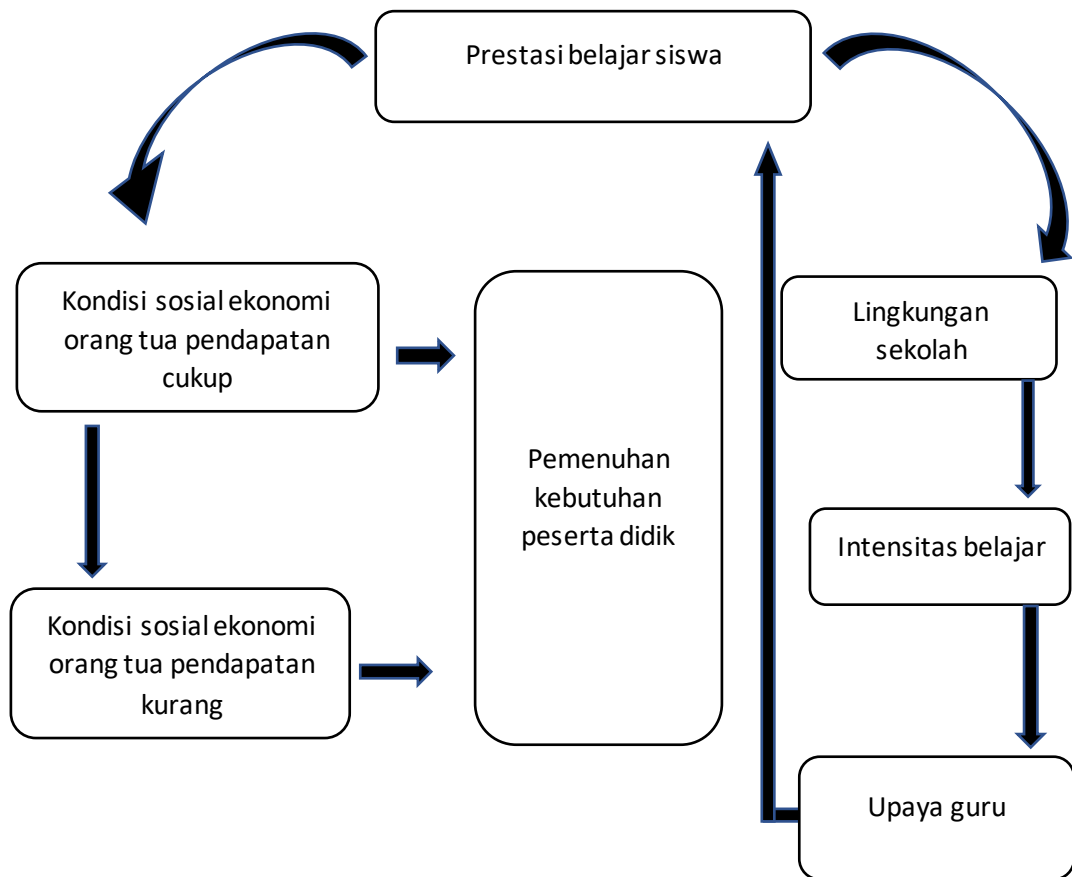 Prestasi belajar siswa
Kondisi sosial ekonomi
orang tua pendapatan
cukup
Pemenuhan
kebutuhan
peserta didik
Lingkungan
sekolah
Intensitas belajar
Kondisi sosial ekonomi
orang tua pendapatan
kurang
Upaya guru